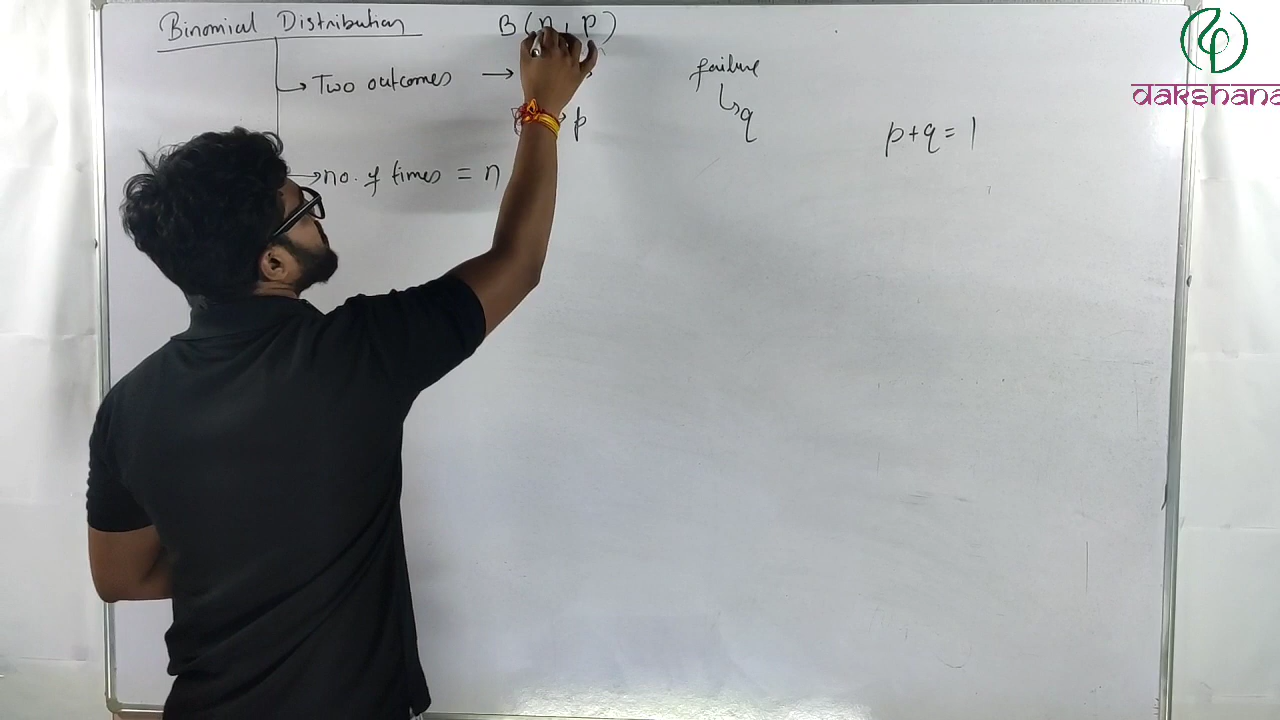 Binomial Distribution B(n, p)
Two outcomes → failure
p q p+q=1
→ no. of times = n
dakshana